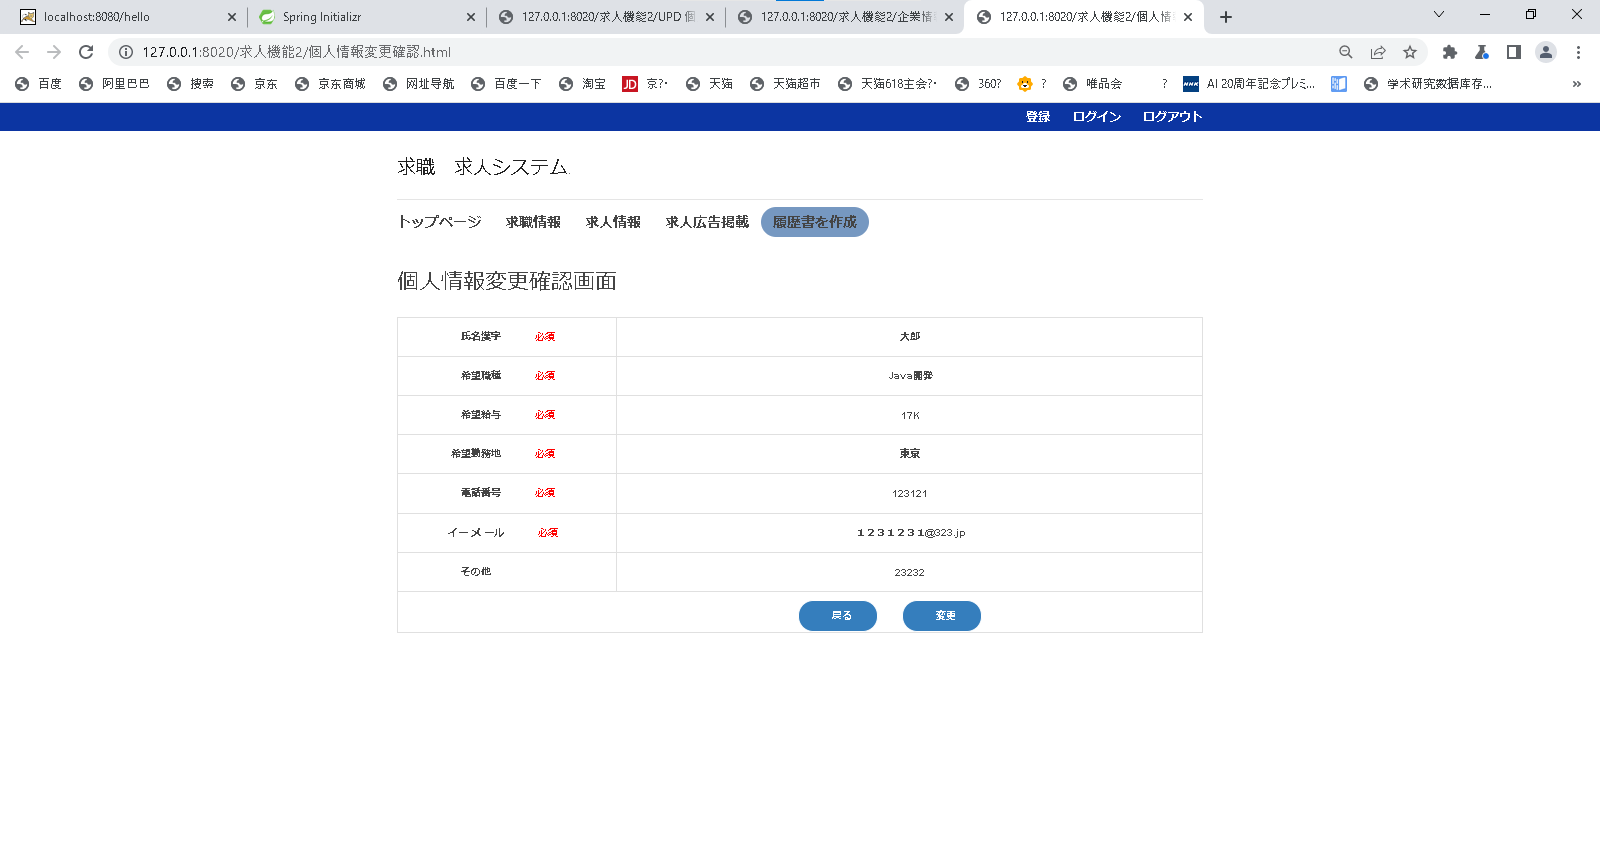 localhost:8080/hello
Spring Initializr
127.0.0.1:8020/求人機能2/UPD 個
127.0.0.1:8020/求人機能2/企業情
127.0.0.1:8020/求人機能2/個人情
127.0.0.1:8020/求人機能2/個人情報変更確認.html
百度 阿里巴巴 搜索 京东 京东商城 网址导航 百度一下 淘宝 JD 京?· 天猫 天猫超市 天猫618主会?· 360? ? 唯品会 ? NHK AI 20周年記念プレミ... 学术研究数据库存... »
登録 ログイン ログアウト
求職 求人システム.
トップページ 求職情報 求人情報 求人広告掲載 履歴書を作成
個人情報変更確認画面
氏名漢字 必須 大郎
希望職種 必須 Java開発
希望給与 必須 17K
希望勤務地 必須 東京
電話番号 必須 123121
イーメール 必須 1231231@323.jp
その他 23232
戻る 変更